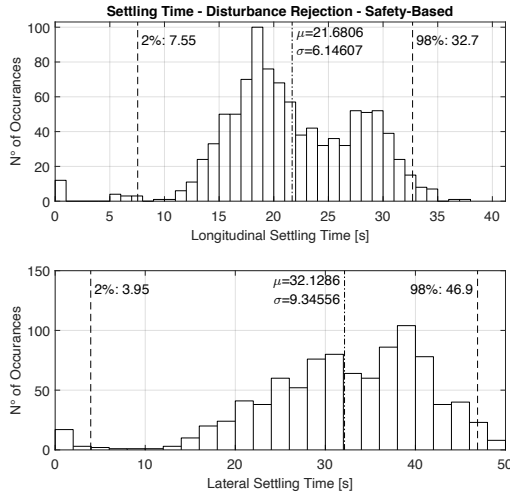 Settling Time - Disturbance Rejection - Safety-Based
N° of Occurances
100
80
60
40
20
0
2%: 7.55
μ=21.6806
σ=6.14607
98%: 32.7
0 5 10 15 20 25 30 35 40
Longitudinal Settling Time [s]
N° of Occurances
150
100
50
0
2%: 3.95
μ=32.1286
σ=9.34556
98%: 46.9
0 10 20 30 40 50
Lateral Settling Time [s]